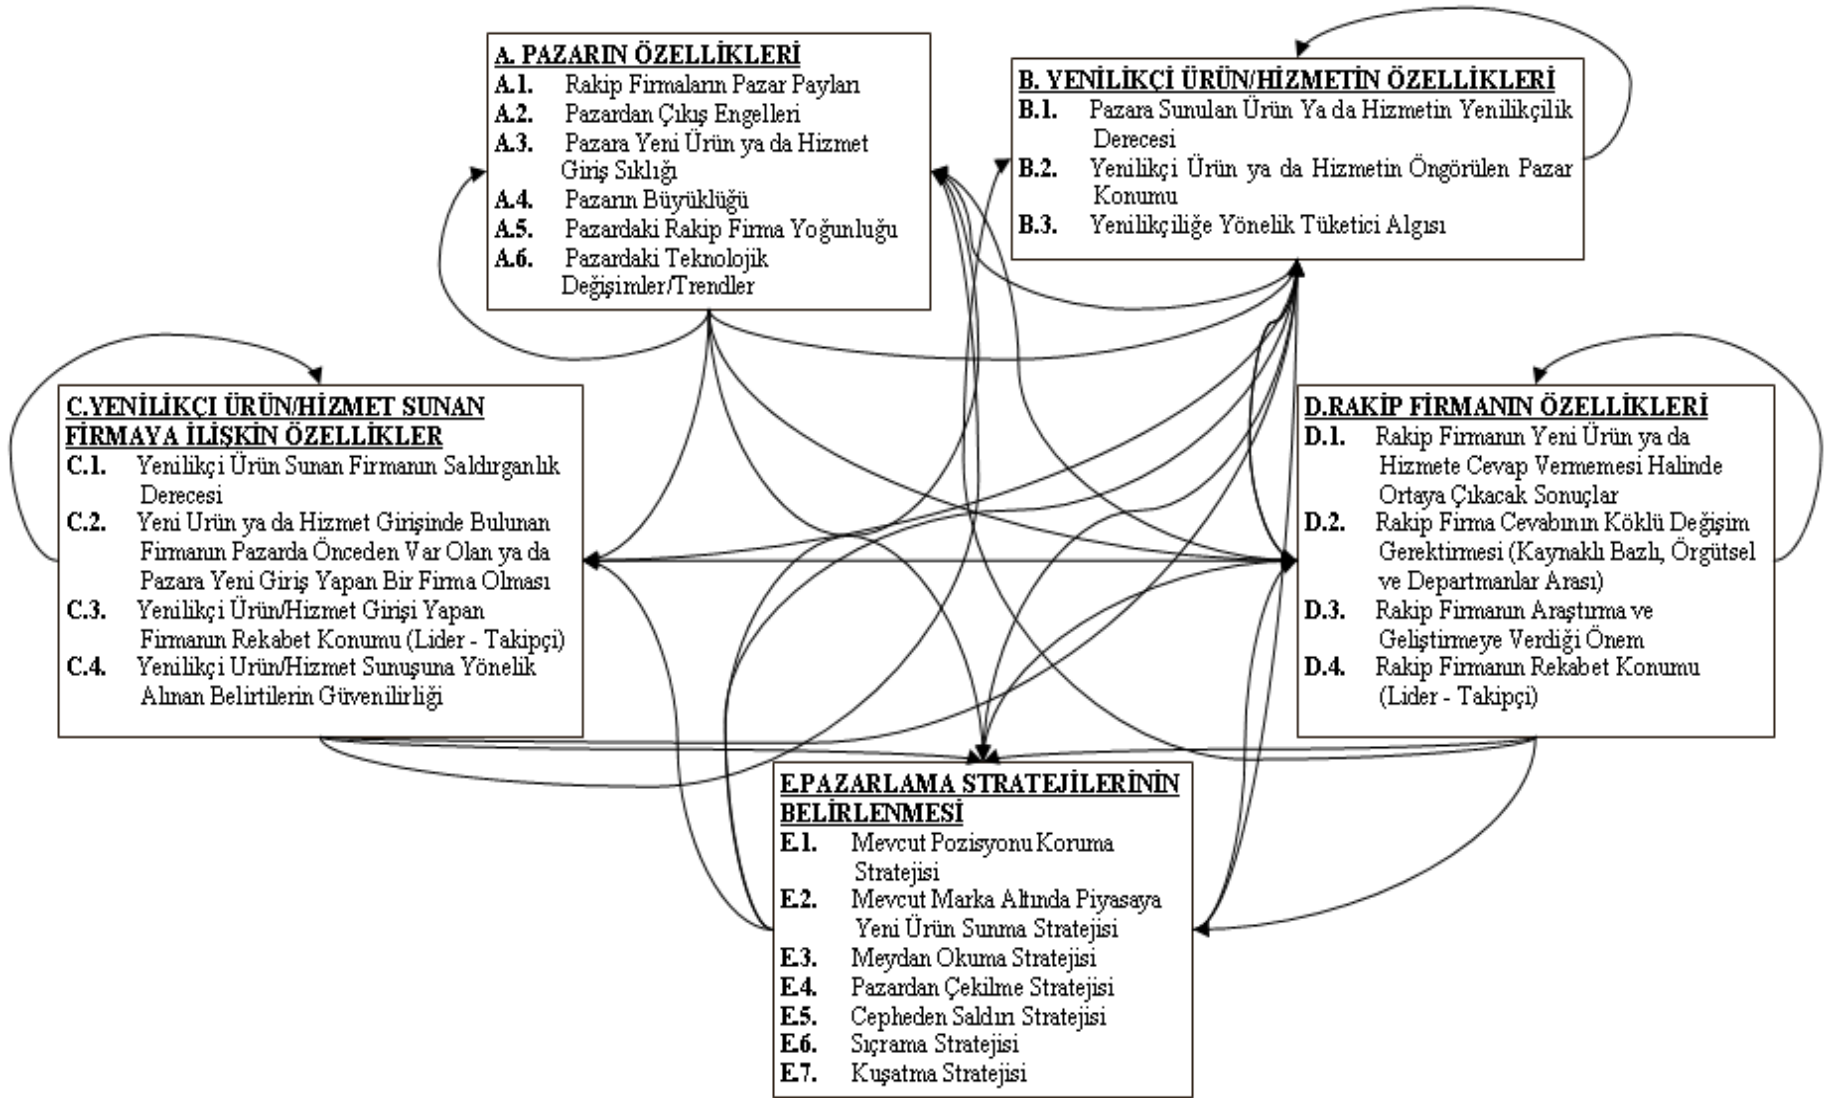 A. PAZARIN ÖZELLİKLERİ
A.1. Rakip Firmaların Pazar Payları
A.2. Pazardan Çıkış Engelleri
A.3. Pazara Yeni Ürün ya da Hizmet
Giriş Sıklığı
A.4. Pazarın Büyüklüğü
A.5. Pazardaki Rakip Firma Yoğunluğu
A.6. Pazardaki Teknolojik
Değişimler/Trendler
B. YENİLİKÇİ ÜRÜN/HİZMETİN ÖZELLİKLERİ
B.1. Pazara Sunulan Ürün Ya da Hizmetin Yenilikçilik
Derecesi
B.2. Yenilikçi Ürün ya da Hizmetin Öngörülen Pazar
Konumu
B.3. Yenilikçiliğe Yönelik Tüketici Algısı
C.YENİLİKÇI ÜRÜN/HİZMET SUNAN
FİRMAYA İLİŞKİN ÖZELLİKLER
C.1. Yenilikçi Ürün Sunan Firmanın Saldırganlık
Derecesi
C.2. Yeni Urun ya da Hizmet Girişinde Bulunan
Firmanın Pazarda Önceden Var Olan ya da
Pazara Yeni Giriş Yapan Bir Firma Olması
C.3. Yenilikçi Ürün/Hizmet Girişi Yapan
Firmanın Rekabet Konumu (Lider - Takipçi)
C.4. Yenilikçi Urun/Hizmet Sunuşuna Yönelik
Alınan Belirtilerin Güvenilirliği
D.RAKİP FİRMANIN ÖZELLİKLERİ
D.1. Rakip Firmanın Yeni Ürün ya da
Hizmete Cevap Vermemesi Halinde
Ortaya Çıkacak Sonuçlar
D.2. Rakip Firma Cevabının Köklü Değişim
Gerektirmesi (Kaynaklı Bazlı, Örgütsel
ve Departmanlar Arası)
D.3. Rakip Firmanın Araştırma ve
Geliştirmeye Verdiği Önem
D.4. Rakip Firmanın Rekabet Konumu
(Lider - Takipçi)
E.PAZARLAMA STRATEJİLERİNİN
BELİRLENMESİ
E.1. Mevcut Pozisyonu Koruma
Stratejisi
E.2. Mevcut Marka Altında Piyasaya
Yeni Ürün Sunma Stratejisi
E.3. Meydan Okuma Stratejisi
E.4. Pazardan Çekilme Stratejisi
E.5. Cepheden Saldırı Stratejisi
E.6. Sıçrama Stratejisi
E.7. Kuşatma Stratejisi